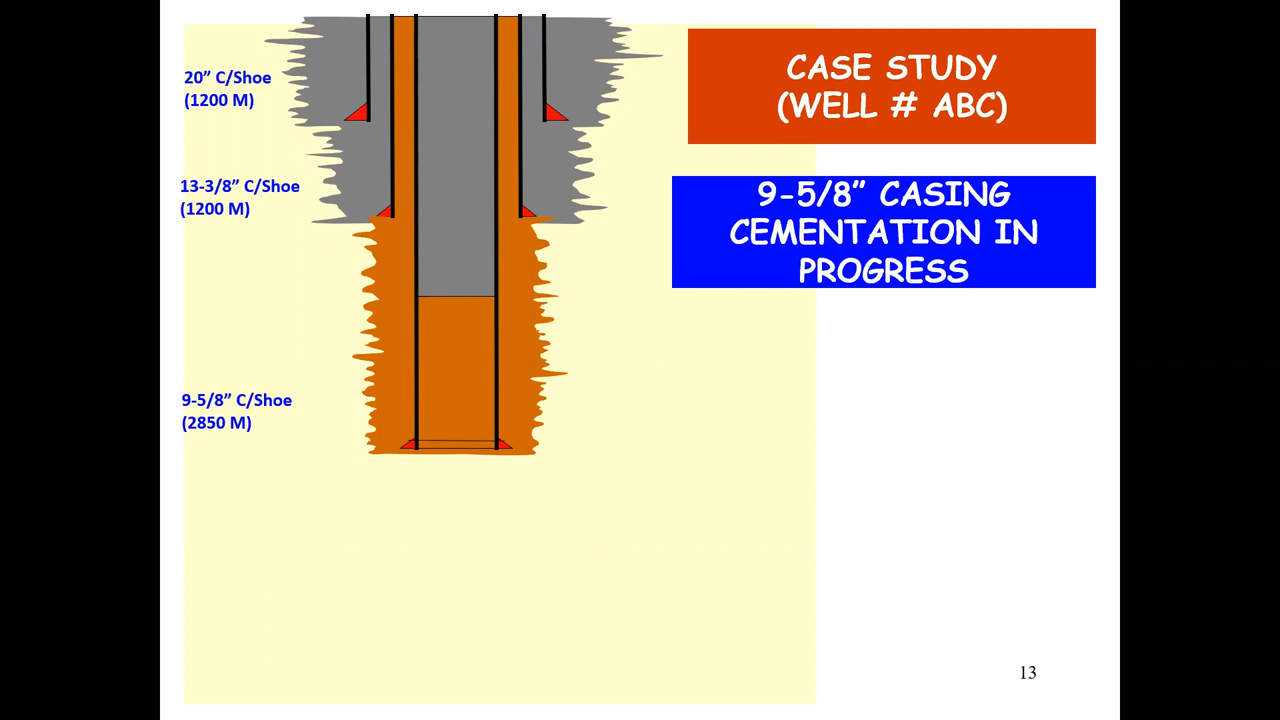 20” C/Shoe
(1200 M)
13-3/8” C/Shoe
(1200 M)
9-5/8” C/Shoe
(2850 M)
CASE STUDY
(WELL # ABC)
9-5/8” CASING
CEMENTATION IN
PROGRESS
13